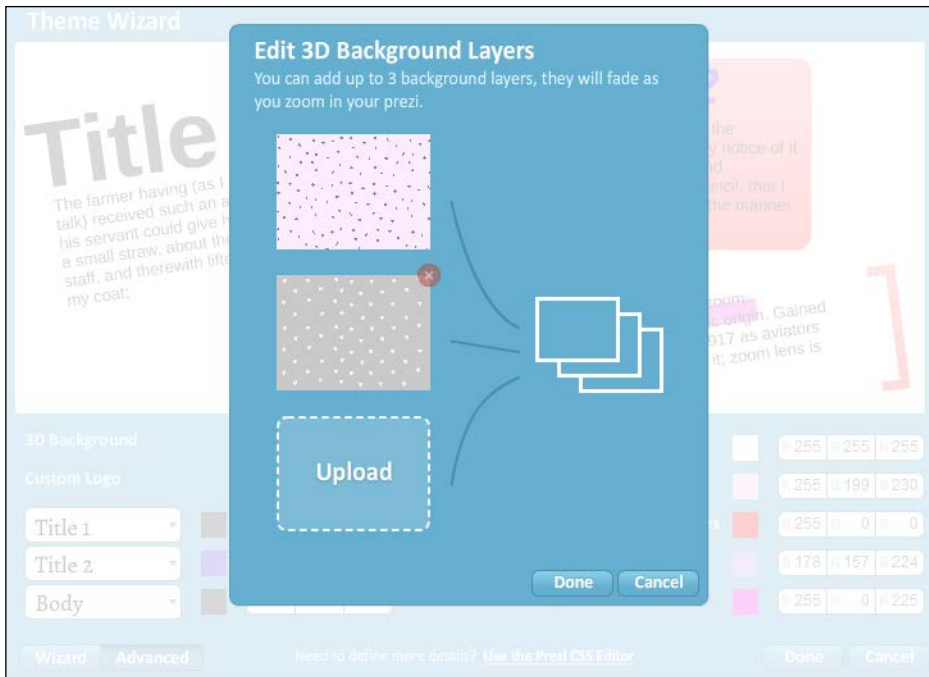 Theme Wizard
Edit 3D Background Layers
You can add up to 3 background layers, they will fade as
you zoom in your prezi.
Title
The farmer having (as I
talk) received such an a
his servant could give h
a small straw, about the
staff, and therewith lifte
my coat;
2
the
y notice of it
nd
ncil, that I
the manner
zoom;
c origin. Gained
917 as aviators
it; zoom lens is
Upload
Done Cancel
3D Background
Custom Logo
Title 1
Title 2
Body
R 255 G 255 B 255
R 255 G 199 B 230
rs R 255 G 0 B 0
R 178 G 157 B 224
R 255 G 0 B 225
Wizard Advanced Need to define more details? Use the Prezi CSS Editor Done Cancel